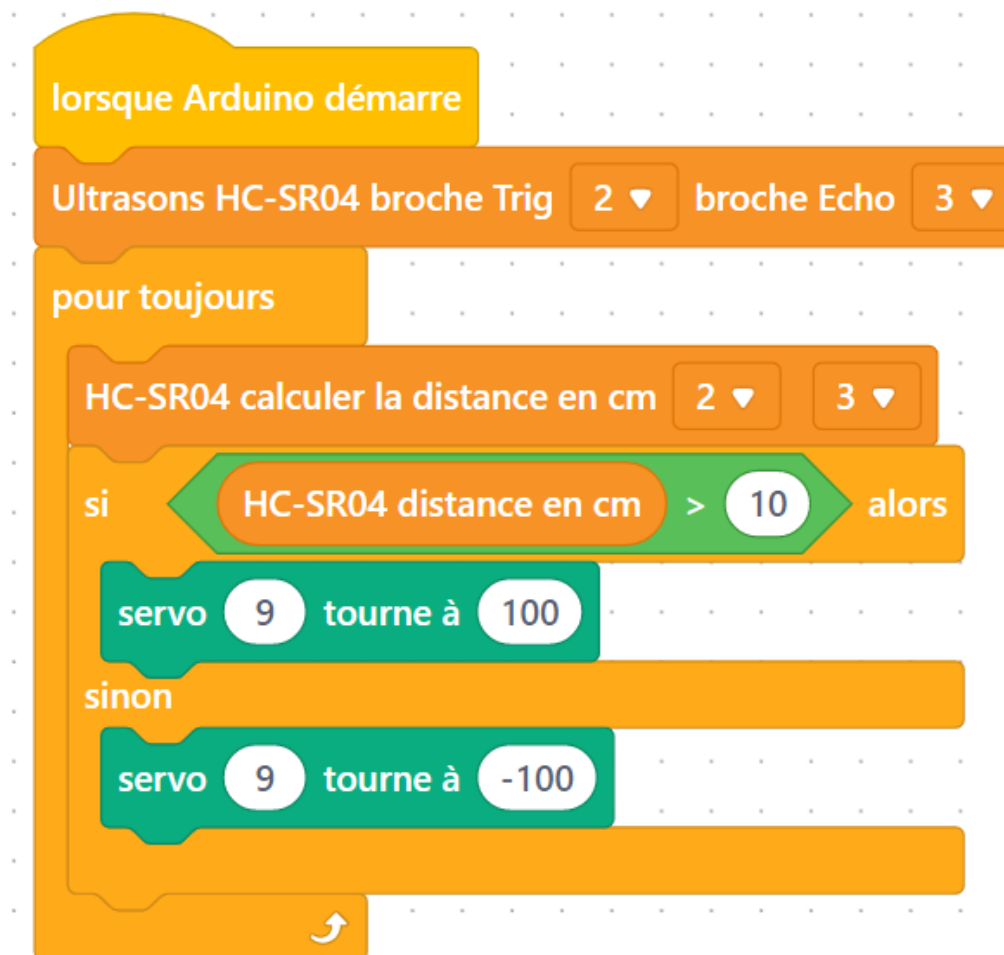 lorsque Arduino démarre
Ultrasons HC-SR04 broche Trig 2 broche Echo 3
pour toujours
HC-SR04 calculer la distance en cm 2 3
si HC-SR04 distance en cm > 10 alors
servo 9 tourne à 100
sinon
servo 9 tourne à -100